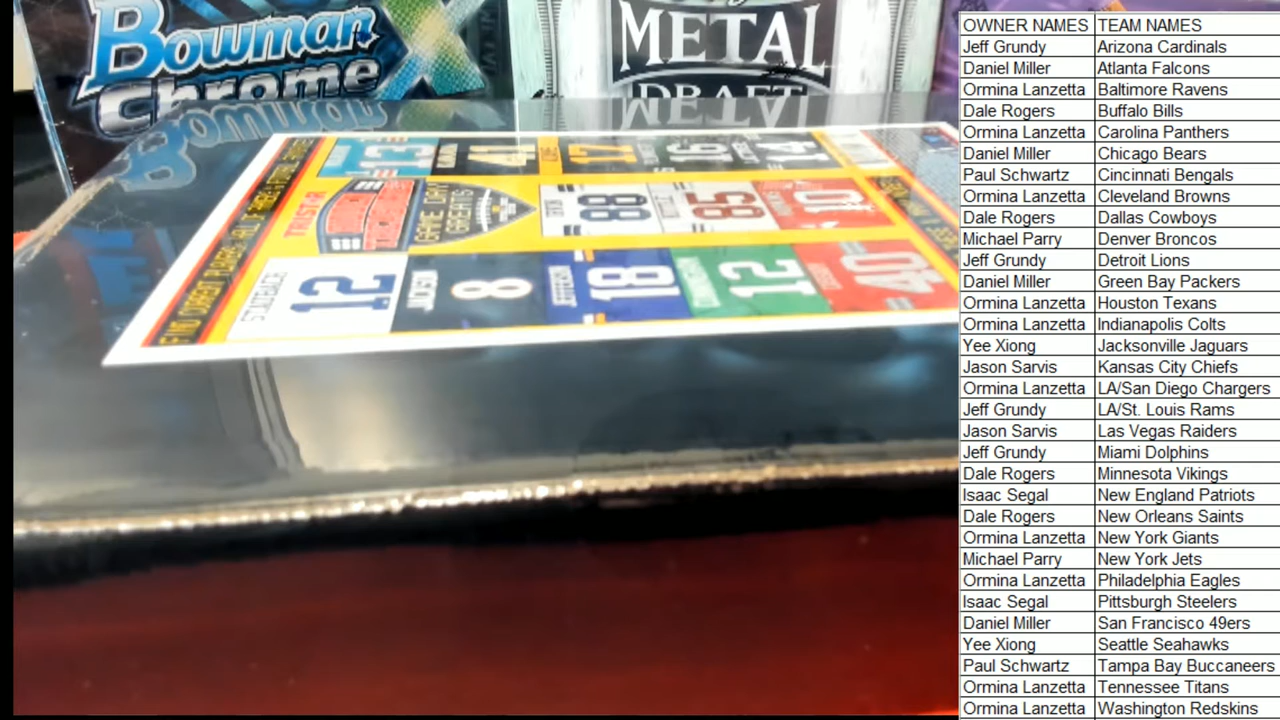 Bowman
Chrome
METAL
DRAFT
TRISTAR
GAME DAY
GREATS
41
17
16
14
88
85
10
12
8
18
12
40
OWNER NAMES TEAM NAMES
Jeff Grundy Arizona Cardinals
Daniel Miller Atlanta Falcons
Ormina Lanzetta Baltimore Ravens
Dale Rogers Buffalo Bills
Ormina Lanzetta Carolina Panthers
Daniel Miller Chicago Bears
Paul Schwartz Cincinnati Bengals
Ormina Lanzetta Cleveland Browns
Dale Rogers Dallas Cowboys
Michael Parry Denver Broncos
Jeff Grundy Detroit Lions
Daniel Miller Green Bay Packers
Ormina Lanzetta Houston Texans
Ormina Lanzetta Indianapolis Colts
Yee Xiong Jacksonville Jaguars
Jason Sarvis Kansas City Chiefs
Ormina Lanzetta LA/San Diego Chargers
Jeff Grundy LA/St. Louis Rams
Jason Sarvis Las Vegas Raiders
Jeff Grundy Miami Dolphins
Dale Rogers Minnesota Vikings
Isaac Segal New England Patriots
Dale Rogers New Orleans Saints
Ormina Lanzetta New York Giants
Michael Parry New York Jets
Ormina Lanzetta Philadelphia Eagles
Isaac Segal Pittsburgh Steelers
Daniel Miller San Francisco 49ers
Yee Xiong Seattle Seahawks
Paul Schwartz Tampa Bay Buccaneers
Ormina Lanzetta Tennessee Titans
Ormina Lanzetta Washington Redskins